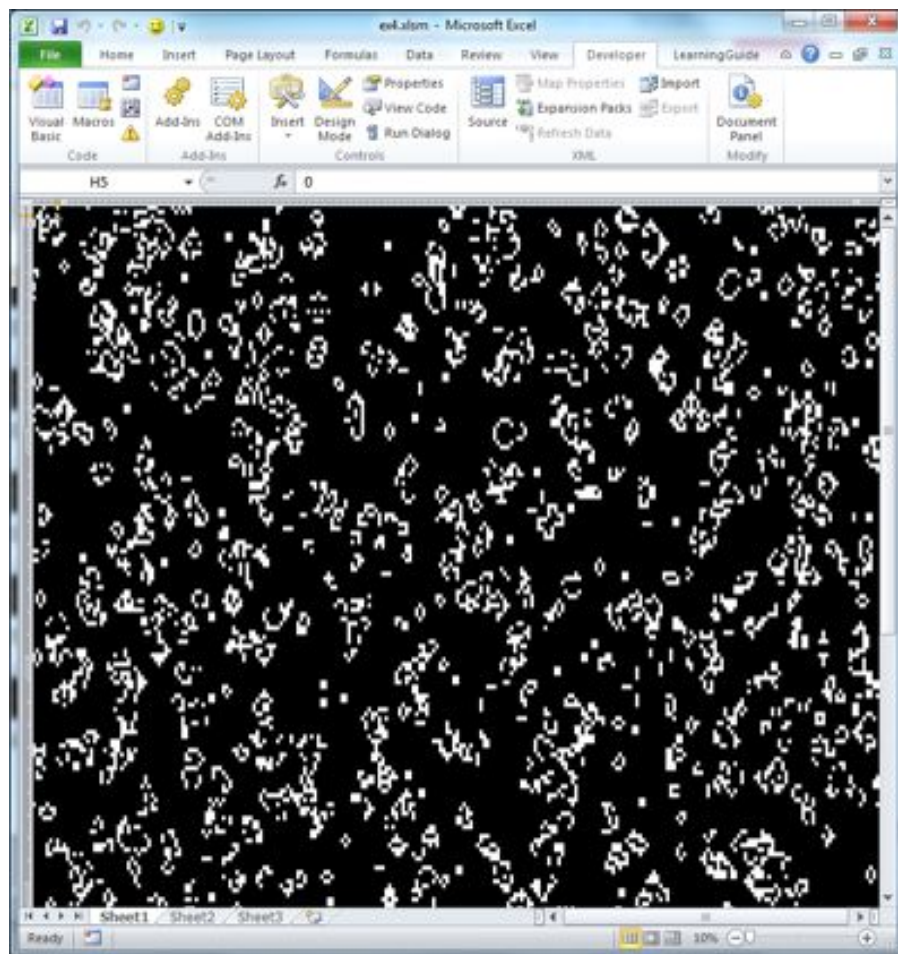 ex4.xlsm - Microsoft Excel
File Home Insert Page Layout Formulas Data Review View Developer LearningGuide
Visual Basic Macros Add-Ins COM Add-Ins Insert Design Mode Properties View Code Run Dialog Source Map Properties Expansion Packs Refresh Data Import Export Document Panel
Code Add-Ins Controls XML Modify
H5 fx 0
Sheet1 Sheet2 Sheet3
Ready 10%